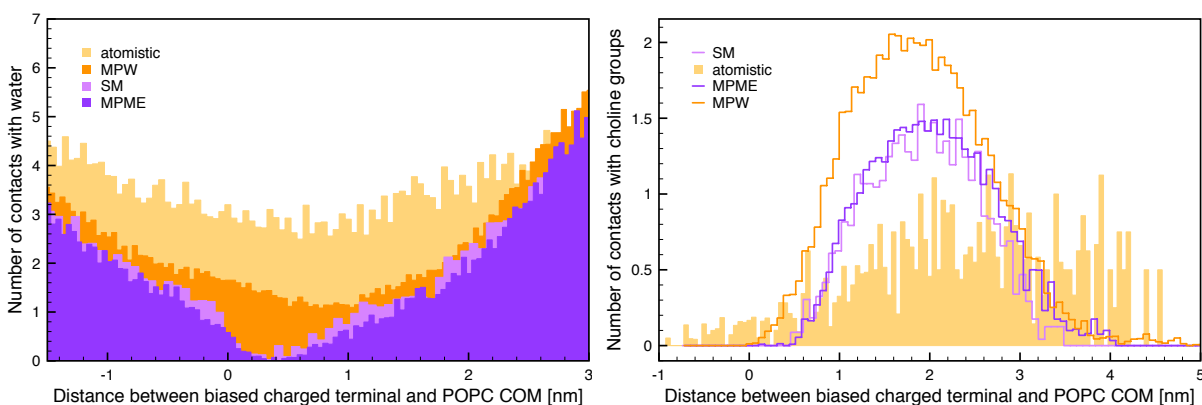 Number of contacts with water
7
6
5
4
3
2
1
0
atomistic
MPW
SM
MPME
-1
0
1
2
3
Distance between biased charged terminal and POPC COM [nm]
Number of contacts with choline groups
2
1.5
1
0.5
0
SM
atomistic
MPME
MPW
-1
0
1
2
3
4
5
Distance between biased charged terminal and POPC COM [nm]